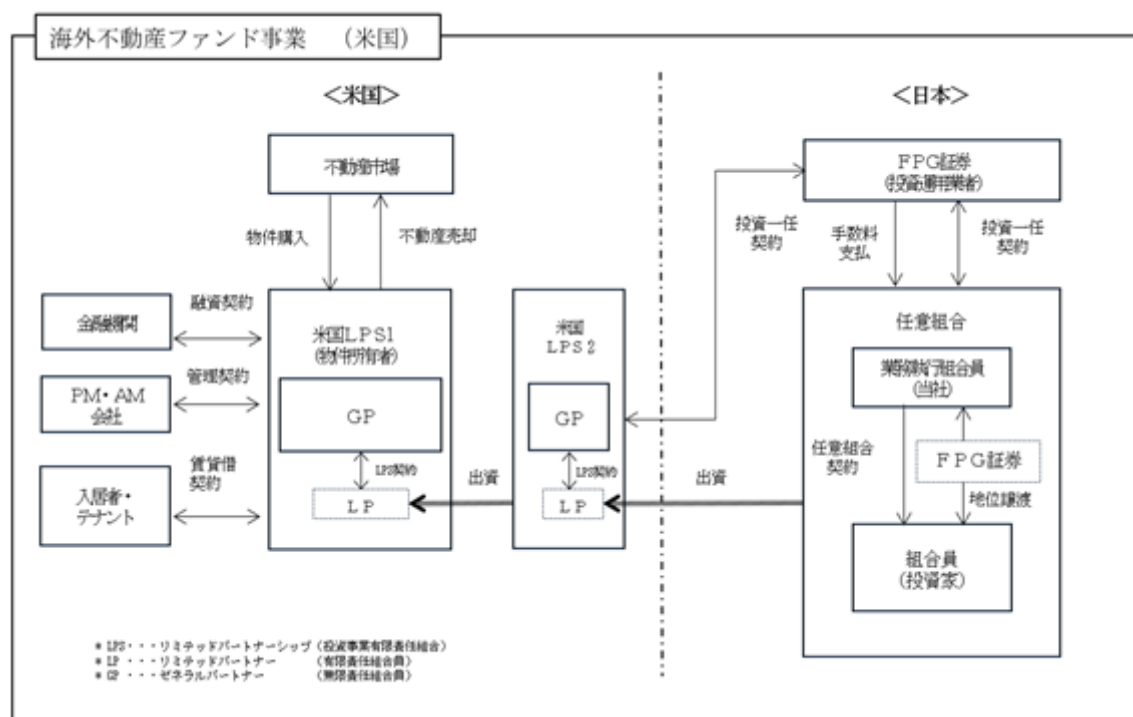 海外不動産ファンド事業 (米国)
<米国>
<日本>
不動産市場
FPG証券
(投資運用業者)
物件購入
不動産売却
投資一任
契約
手数料
支払
投資一任
契約
金融機関
融資契約
米国LPS1
(物件所有者)
米国
LPS2
任意組合
PM・AM
会社
管理契約
GP
GP
業務執行組合員
(当社)
LPS契約
LPS契約
任意組合
契約
FPG証券
入居者・
テナント
賃貸借
契約
LP
出資
LP
出資
地位譲渡
組合員
(投資家)
* LPS・・・リミテッドパートナーシップ(投資事業有限責任組合)
* LP ・・・リミテッドパートナー (有限責任組合員)
* GP ・・・ゼネラルパートナー (無限責任組合員)